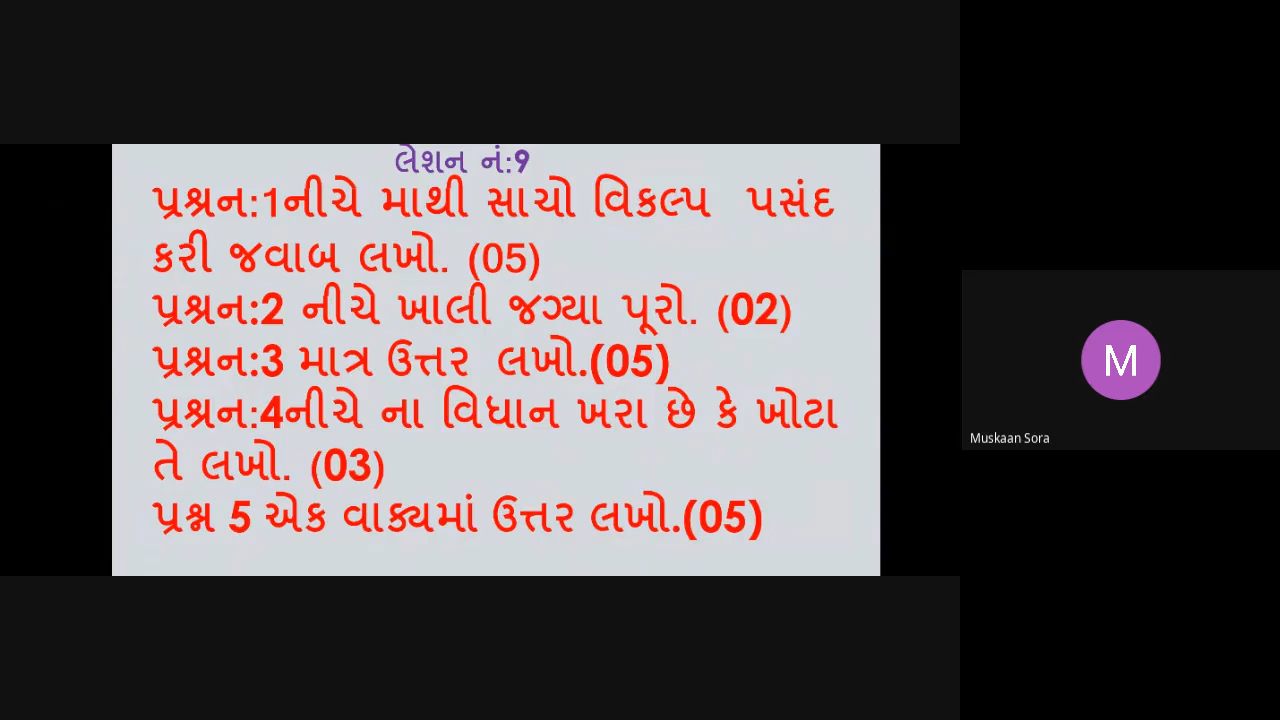 લેશન નં:9
પ્રશ્રન:1નીચે માથી સાચો વિકલ્પ પસંદ
કરી જવાબ લખો. (05)
પ્રશ્રન:2 નીચે ખાલી જગ્યા પૂરો. (02)
પ્રશ્રન:3 માત્ર ઉત્તર લખો.(05)
પ્રશ્રન:4નીચે ના વિધાન ખરા છે કે ખોટા
તે લખો. (03)
પ્રશ્ન 5 એક વાક્યમાં ઉત્તર લખો.(05)
M
Muskaan Sora